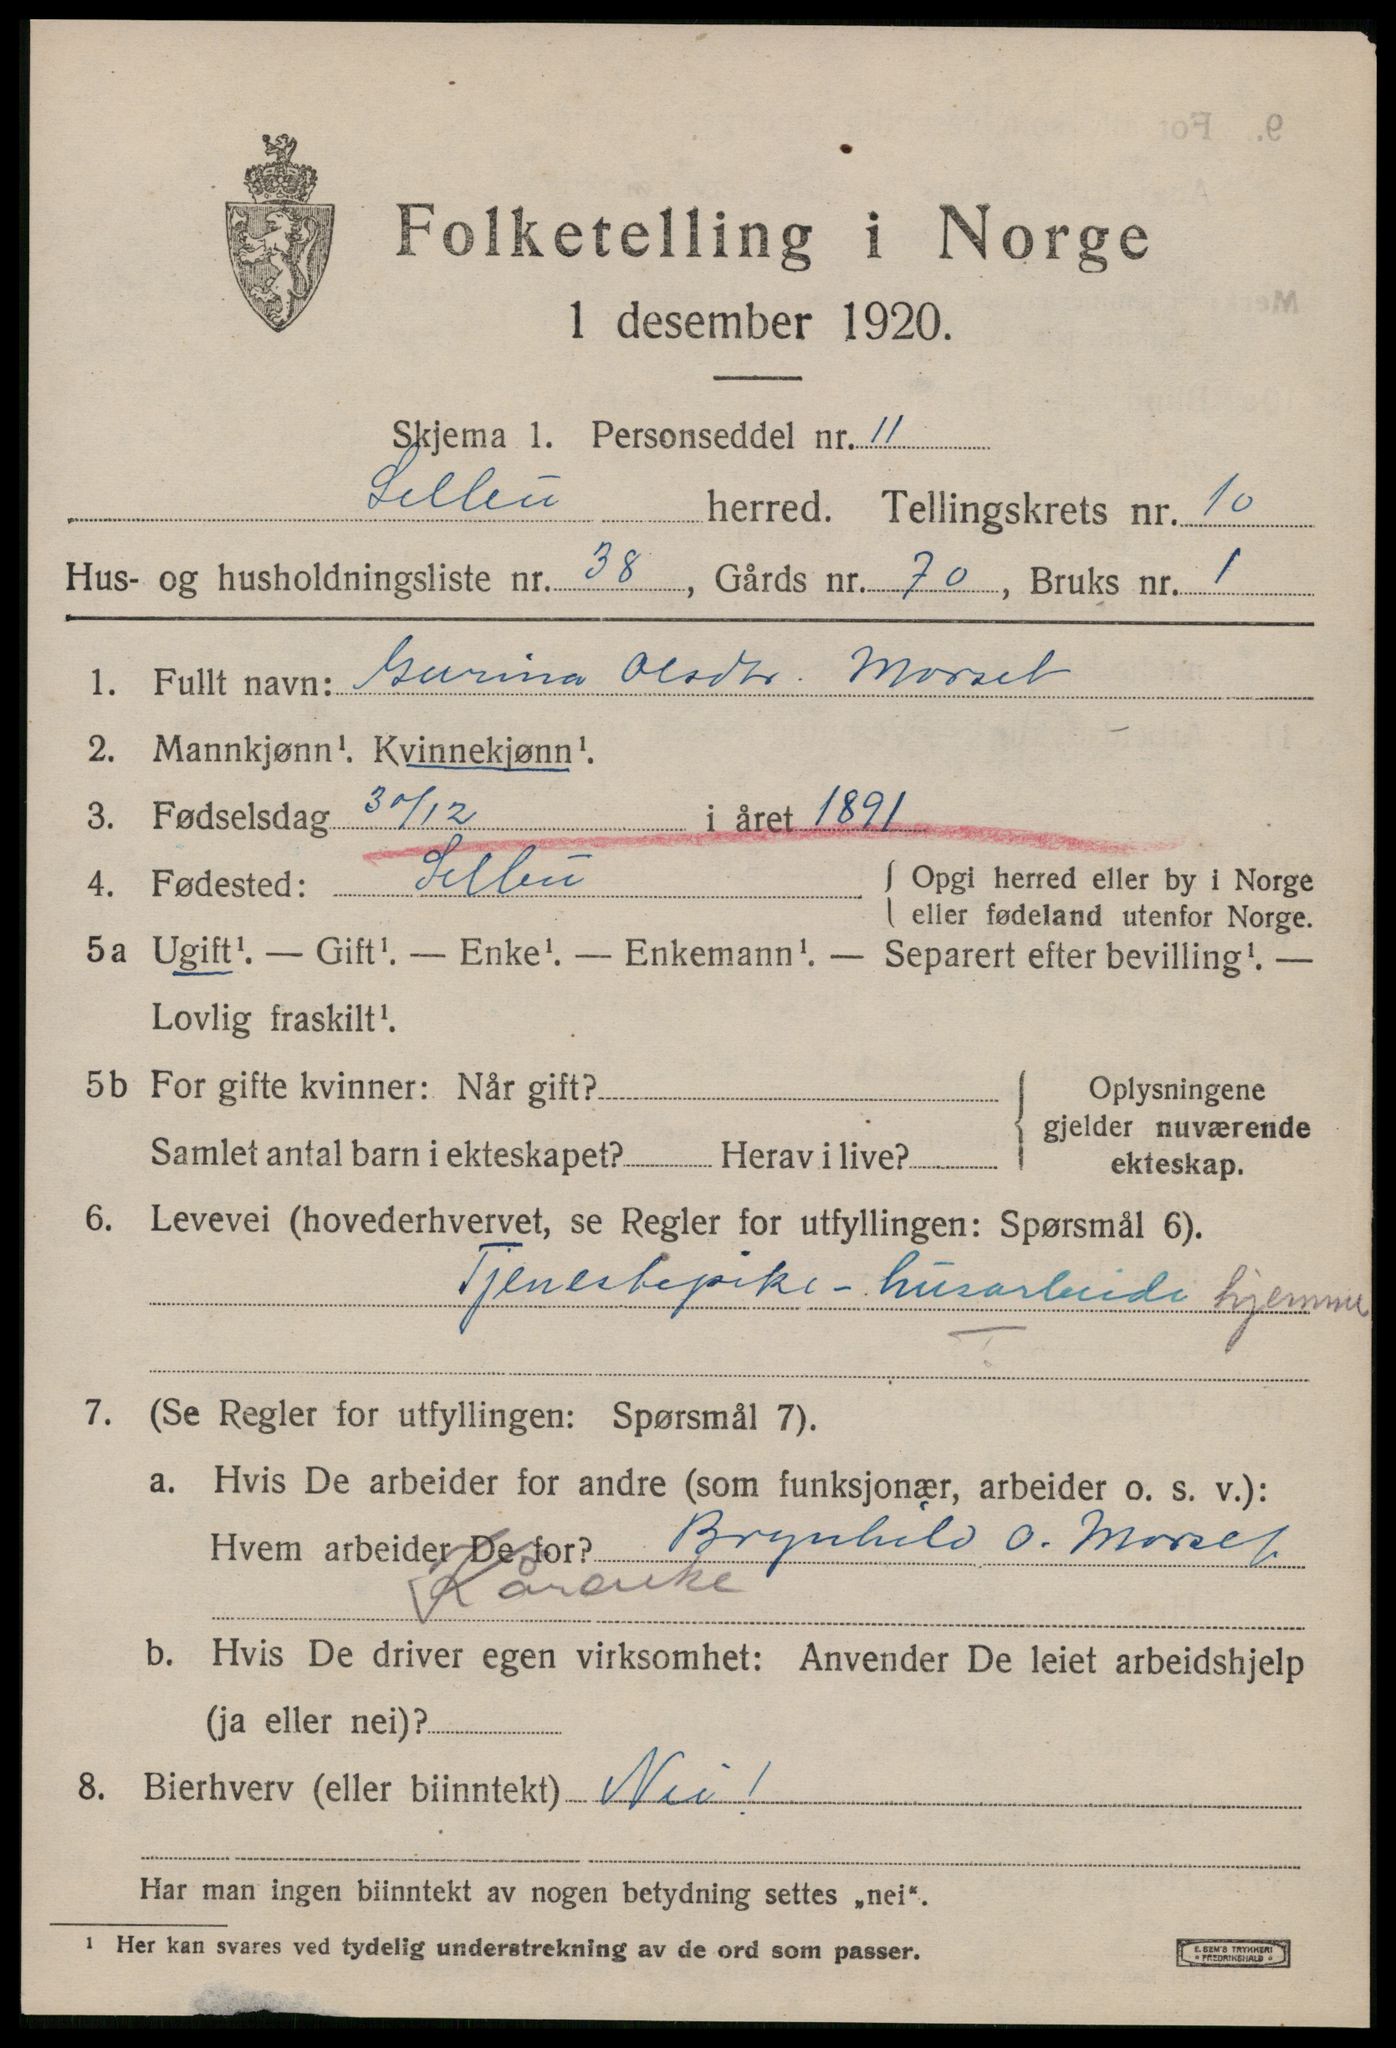 Folketelling i Norge
1 desember 1920.
Skjema 1. Personseddel nr. 11
Selbu herred. Tellingskrets nr. 10
Hus- og husholdningsliste nr. 38, Gårds nr. 70, Bruks nr. 1
1. Fullt navn: Gurina Olsdtr. Morset
2. Mannkjønn¹. Kvinnekjønn¹.
3. Fødselsdag 30/12 i året 1891
4. Fødested: Selbu { Opgi herred eller by i Norge
eller fødeland utenfor Norge.
5a Ugift¹. — Gift¹. — Enke¹. — Enkemann¹. — Separert efter bevilling¹. —
Lovlig fraskilt¹.
5b For gifte kvinner: Når gift? Oplysningene
gjelder nuværende
Samlet antal barn i ekteskapet? Herav i live? ekteskap.
6. Levevei (hovederhvervet, se Regler for utfyllingen: Spørsmål 6).
Tjenestepike - husarbeide hjemme
7. (Se Regler for utfyllingen: Spørsmål 7).
a. Hvis De arbeider for andre (som funksjonær, arbeider o. s. v.):
Hvem arbeider De for? Brynhild O. Morset
Kårenke
b. Hvis De driver egen virksomhet: Anvender De leiet arbeidshjelp
(ja eller nei)?
8. Bierhverv (eller biinntekt) Nei!
Har man ingen biinntekt av nogen betydning settes „nei“.
¹ Her kan svares ved tydelig understrekning av de ord som passer.
E. SEM'S TRYKKERI
FREDRIKSHALD